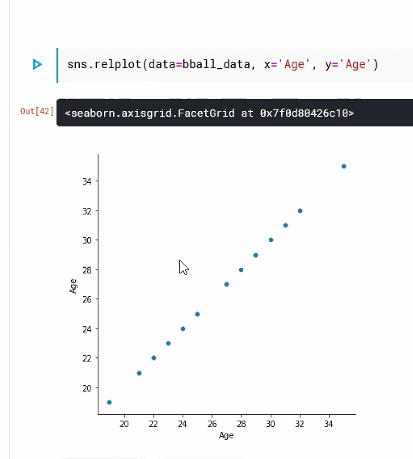 sns.relplot(data=bball_data, x='Age', y='Age')
Out[42]
<seaborn.axisgrid.FacetGrid at 0x7f0d80426c10>
34
32
30
28
26
24
22
20
Age
20 22 24 26 28 30 32 34
Age